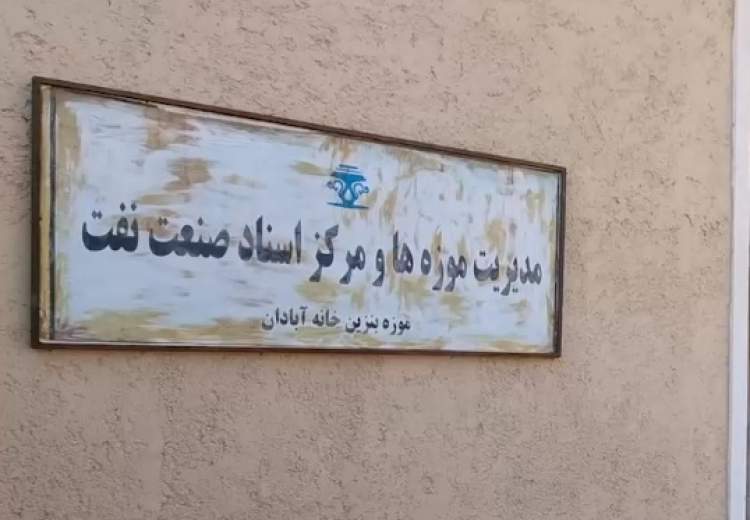 مدیریت موزه ها و مرکز اسناد صنعت نفت
موزه بنزین خانه آبادان